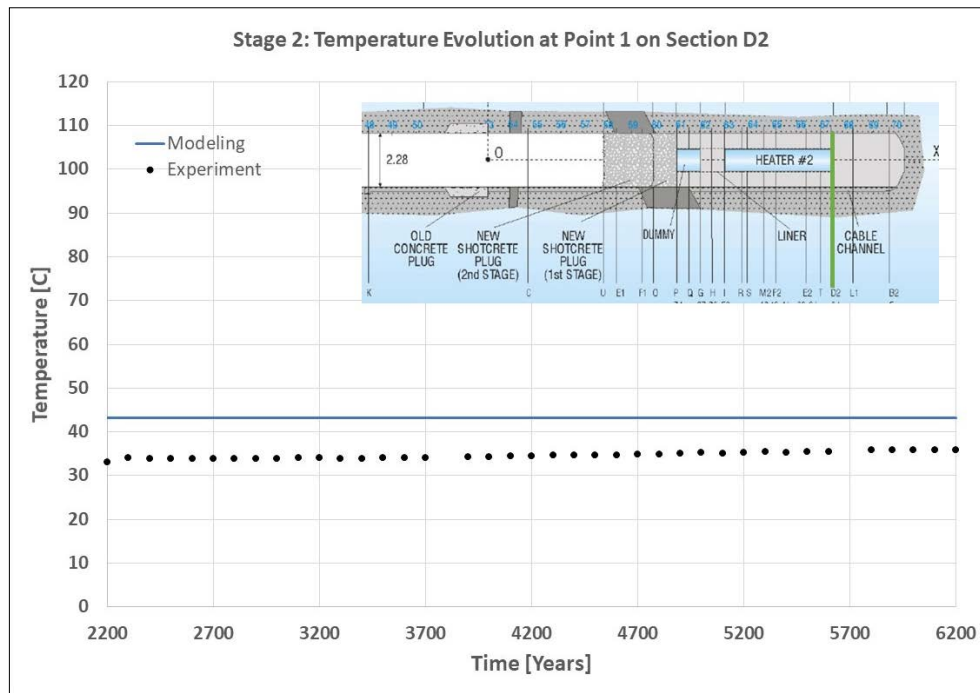 Stage 2: Temperature Evolution at Point 1 on Section D2
120
110
100
90
80
70
60
50
40
30
20
10
0
Temperature [C]
Modeling
Experiment
2.28
O
X
HEATER #2
OLD
CONCRETE
PLUG
NEW
SHOTCRETE
PLUG
(2nd STAGE)
NEW
SHOTCRETE
PLUG
(1st STAGE)
DUMMY
LINER
CABLE
CHANNEL
K C U E1 F1 O P Q G H I R S M2 F2 E2 T D2 L1 B2
2200 2700 3200 3700 4200 4700 5200 5700 6200
Time [Years]